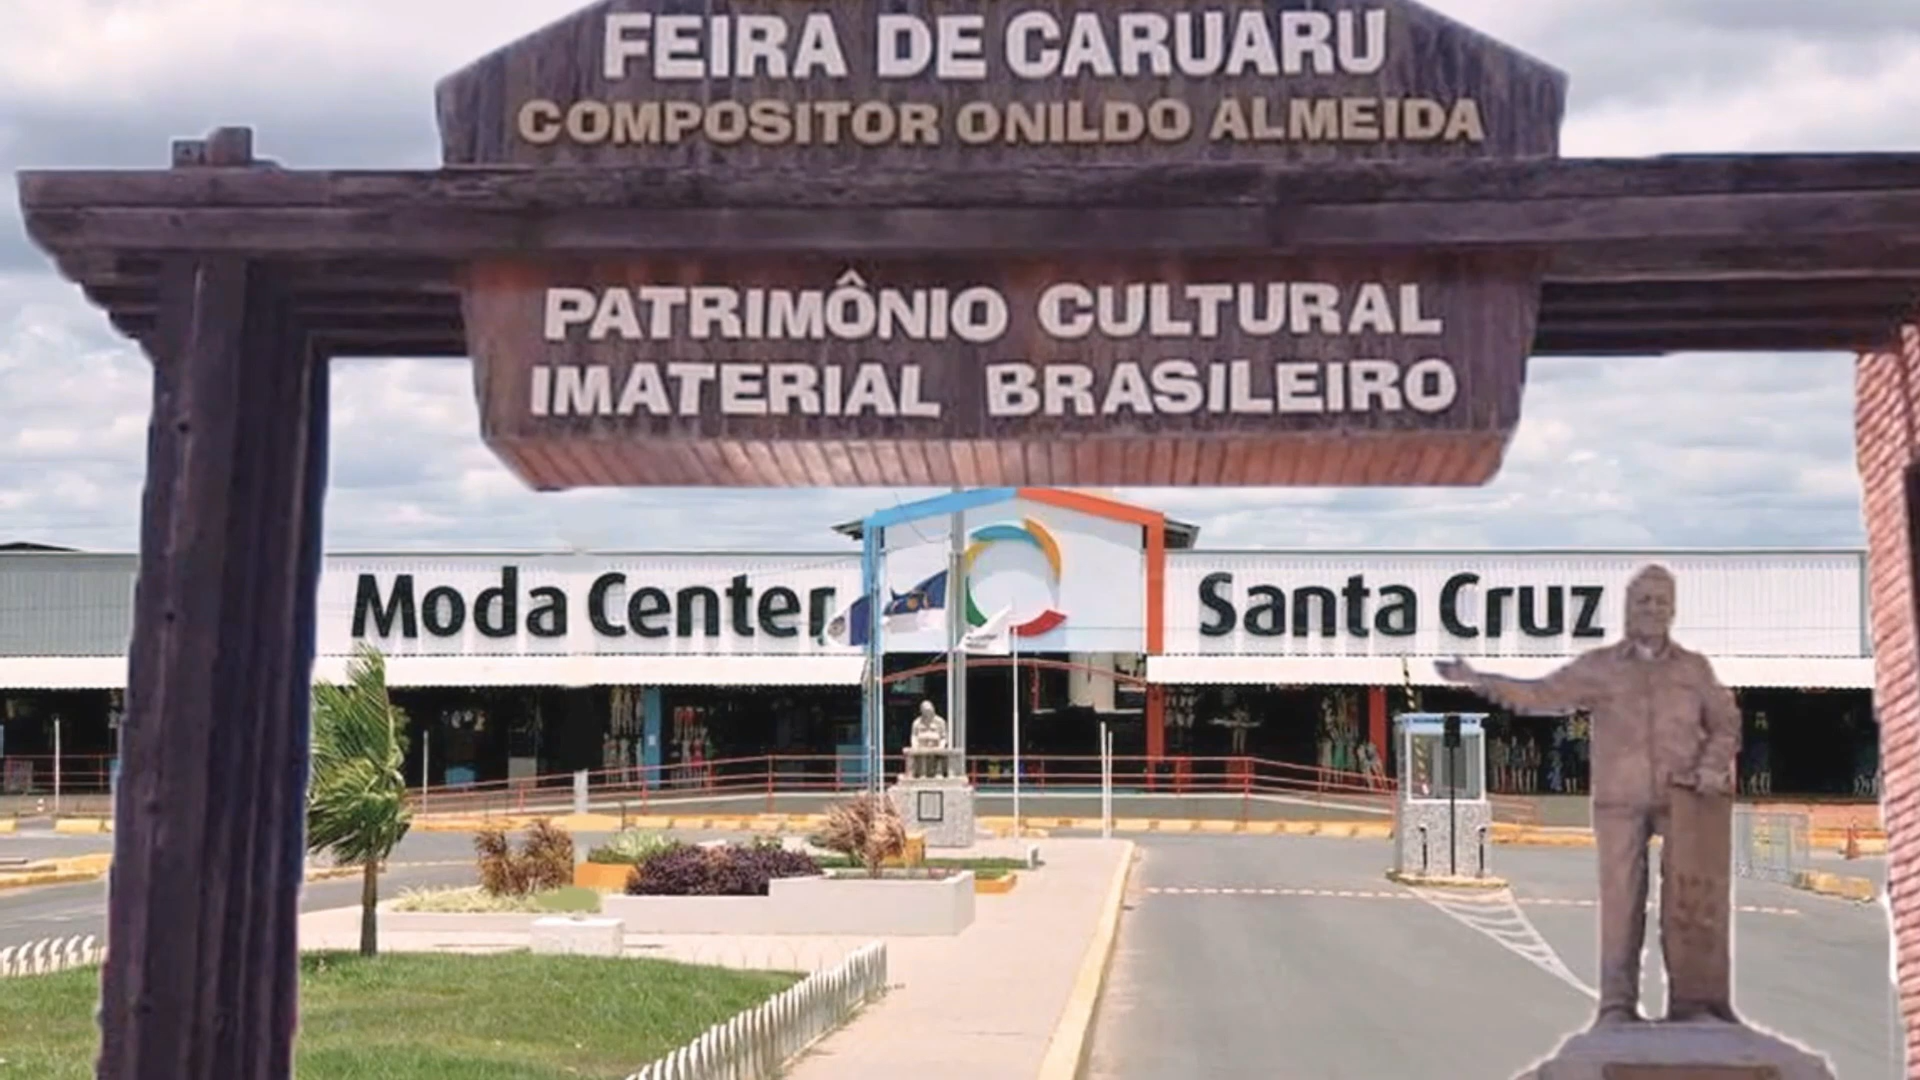 FEIRA DE CARUARU
COMPOSITOR ONILDO ALMEIDA
PATRIMÔNIO CULTURAL
IMATERIAL BRASILEIRO
Moda Center
Santa Cruz